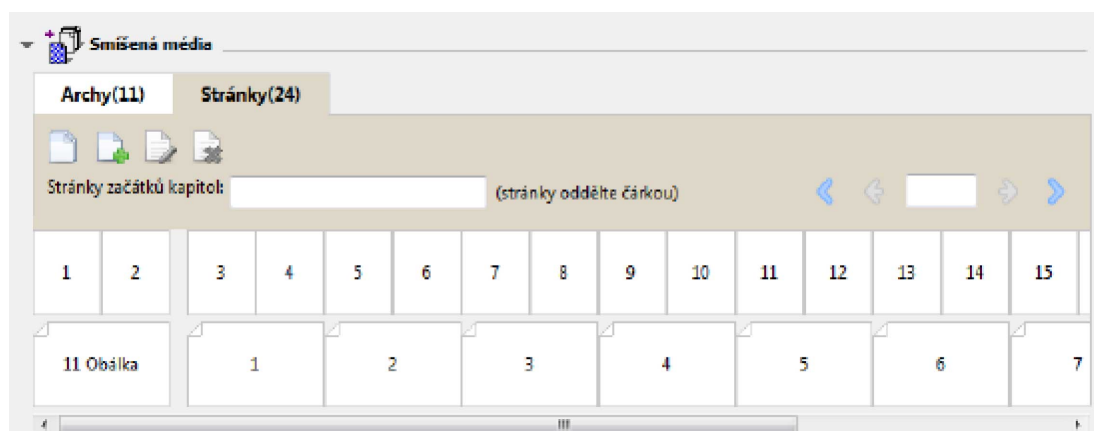 Smíšená média
Archy(11) Stránky(24)
Stránky začátků kapitol: (stránky oddělte čárkou)
1 2 3 4 5 6 7 8 9 10 11 12 13 14 15
11 Obálka 1 2 3 4 5 6 7